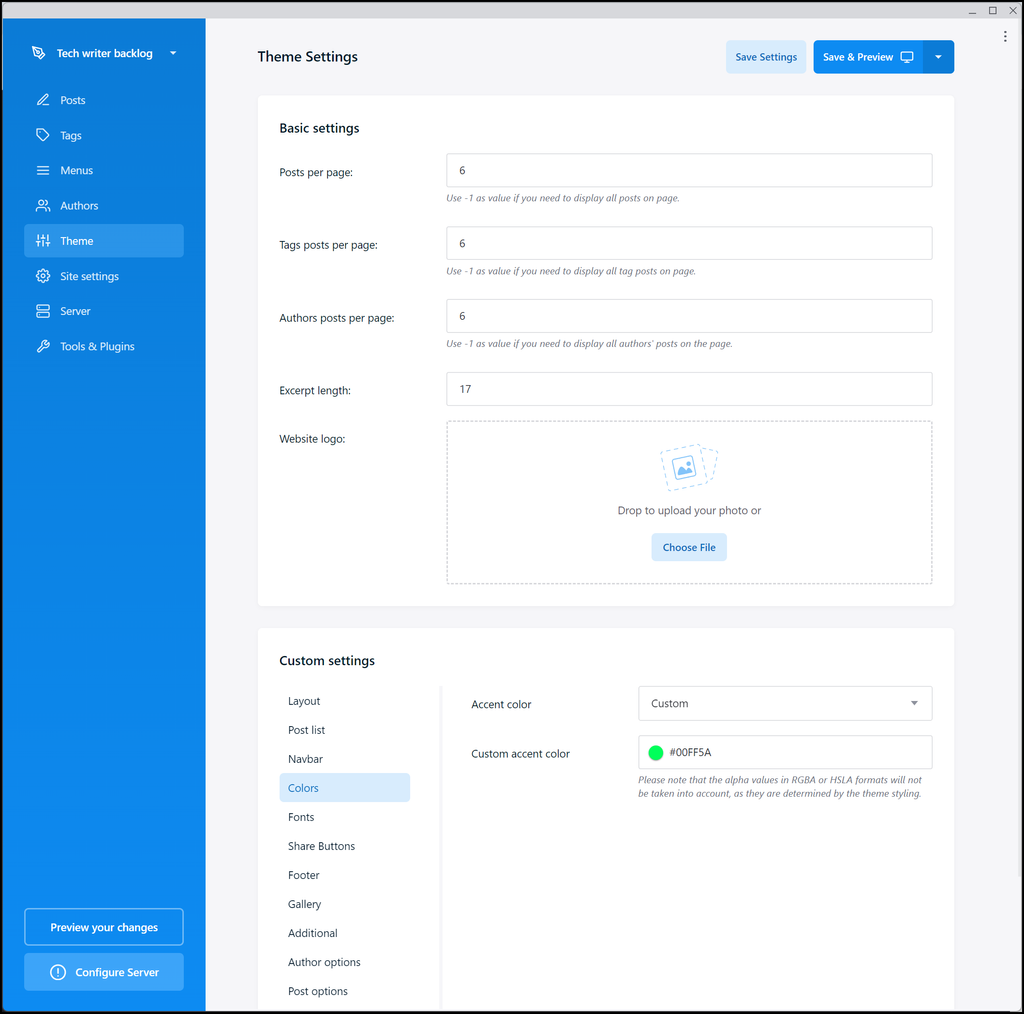 Tech writer backlog
Posts
Tags
Menus
Authors
Theme
Site settings
Server
Tools & Plugins
Preview your changes
Configure Server
Theme Settings
Save Settings
Save & Preview
Basic settings
Posts per page:
6
Use -1 as value if you need to display all posts on page.
Tags posts per page:
6
Use -1 as value if you need to display all tag posts on page.
Authors posts per page:
6
Use -1 as value if you need to display all authors' posts on the page.
Excerpt length:
17
Website logo:
Drop to upload your photo or
Choose File
Custom settings
Layout
Post list
Navbar
Colors
Fonts
Share Buttons
Footer
Gallery
Additional
Author options
Post options
Accent color
Custom
Custom accent color
#00FF5A
Please note that the alpha values in RGBA or HSLA formats will not
be taken into account, as they are determined by the theme styling.